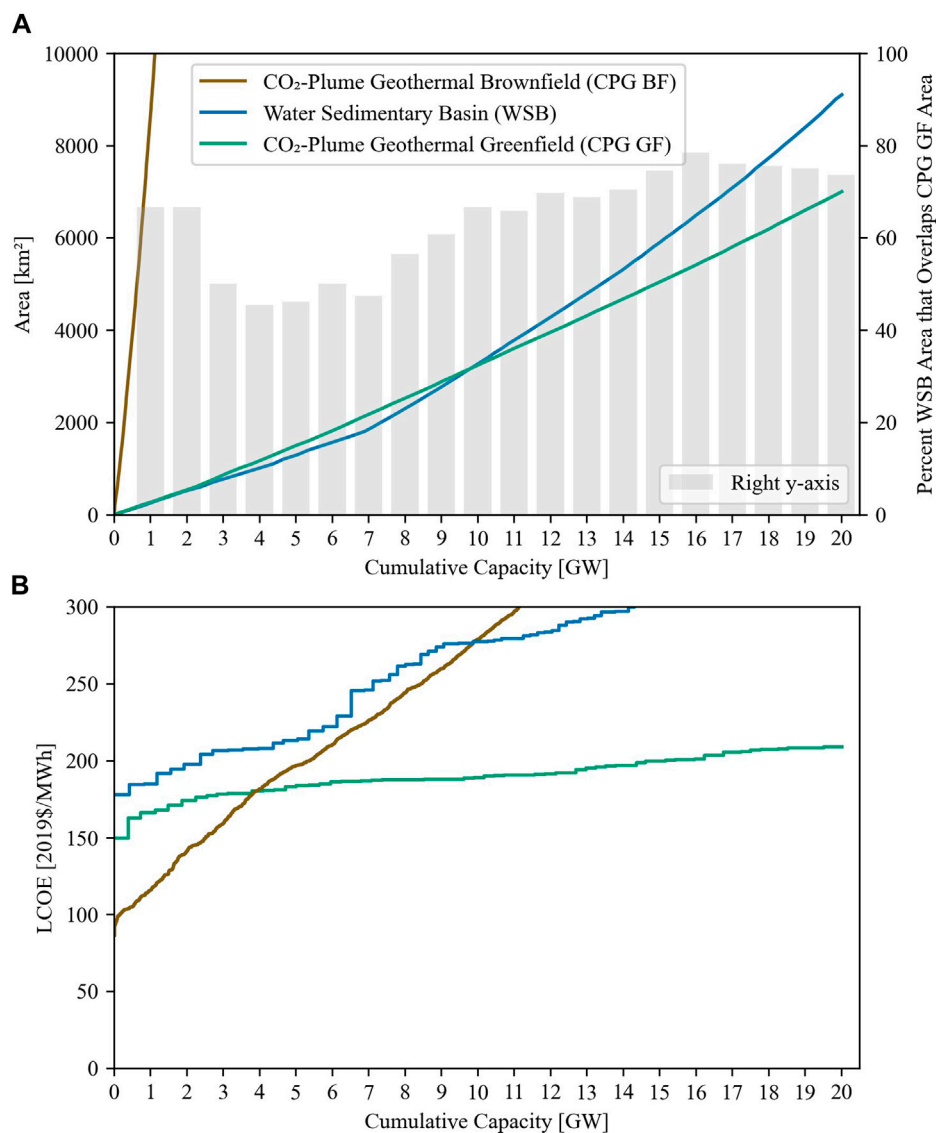 A
10000
8000
6000
4000
2000
0
Area [km²]
CO₂-Plume Geothermal Brownfield (CPG BF)
Water Sedimentary Basin (WSB)
CO₂-Plume Geothermal Greenfield (CPG GF)
Right y-axis
100
80
60
40
20
0
Percent WSB Area that Overlaps CPG GF Area
0 1 2 3 4 5 6 7 8 9 10 11 12 13 14 15 16 17 18 19 20
Cumulative Capacity [GW]
B
300
250
200
150
100
50
0
LCOE [2019$/MWh]
0 1 2 3 4 5 6 7 8 9 10 11 12 13 14 15 16 17 18 19 20
Cumulative Capacity [GW]